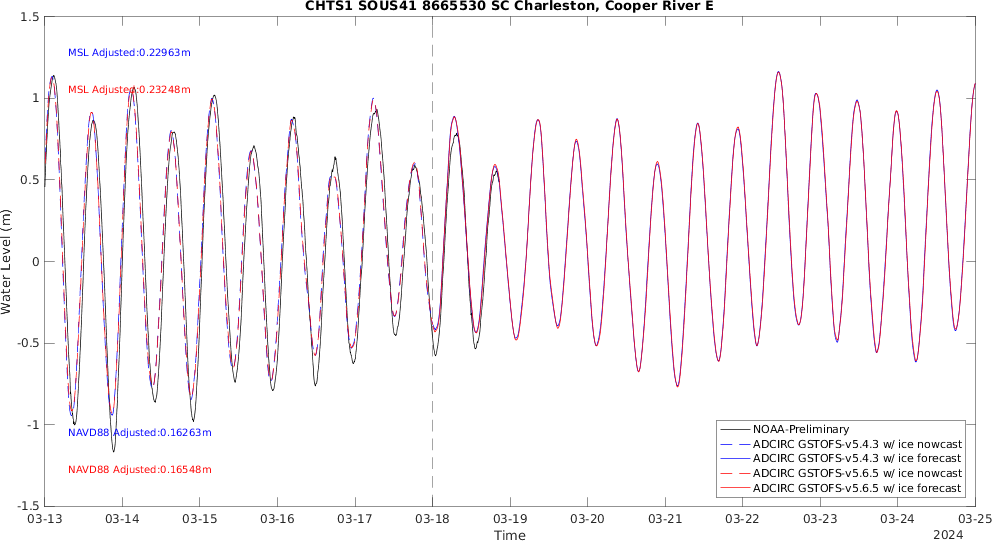 CHTS1 SOUS41 8665530 SC Charleston, Cooper River E
1.5
1
0.5
0
-0.5
-1
-1.5
Water Level (m)
MSL Adjusted:0.22963m
MSL Adjusted:0.23248m
NAVD88 Adjusted:0.16263m
NAVD88 Adjusted:0.16548m
NOAA-Preliminary
ADCIRC GSTOFS-v5.4.3 w/ ice nowcast
ADCIRC GSTOFS-v5.4.3 w/ ice forecast
ADCIRC GSTOFS-v5.6.5 w/ ice nowcast
ADCIRC GSTOFS-v5.6.5 w/ ice forecast
03-13 03-14 03-15 03-16 03-17 03-18 03-19 03-20 03-21 03-22 03-23 03-24 03-25
Time
2024